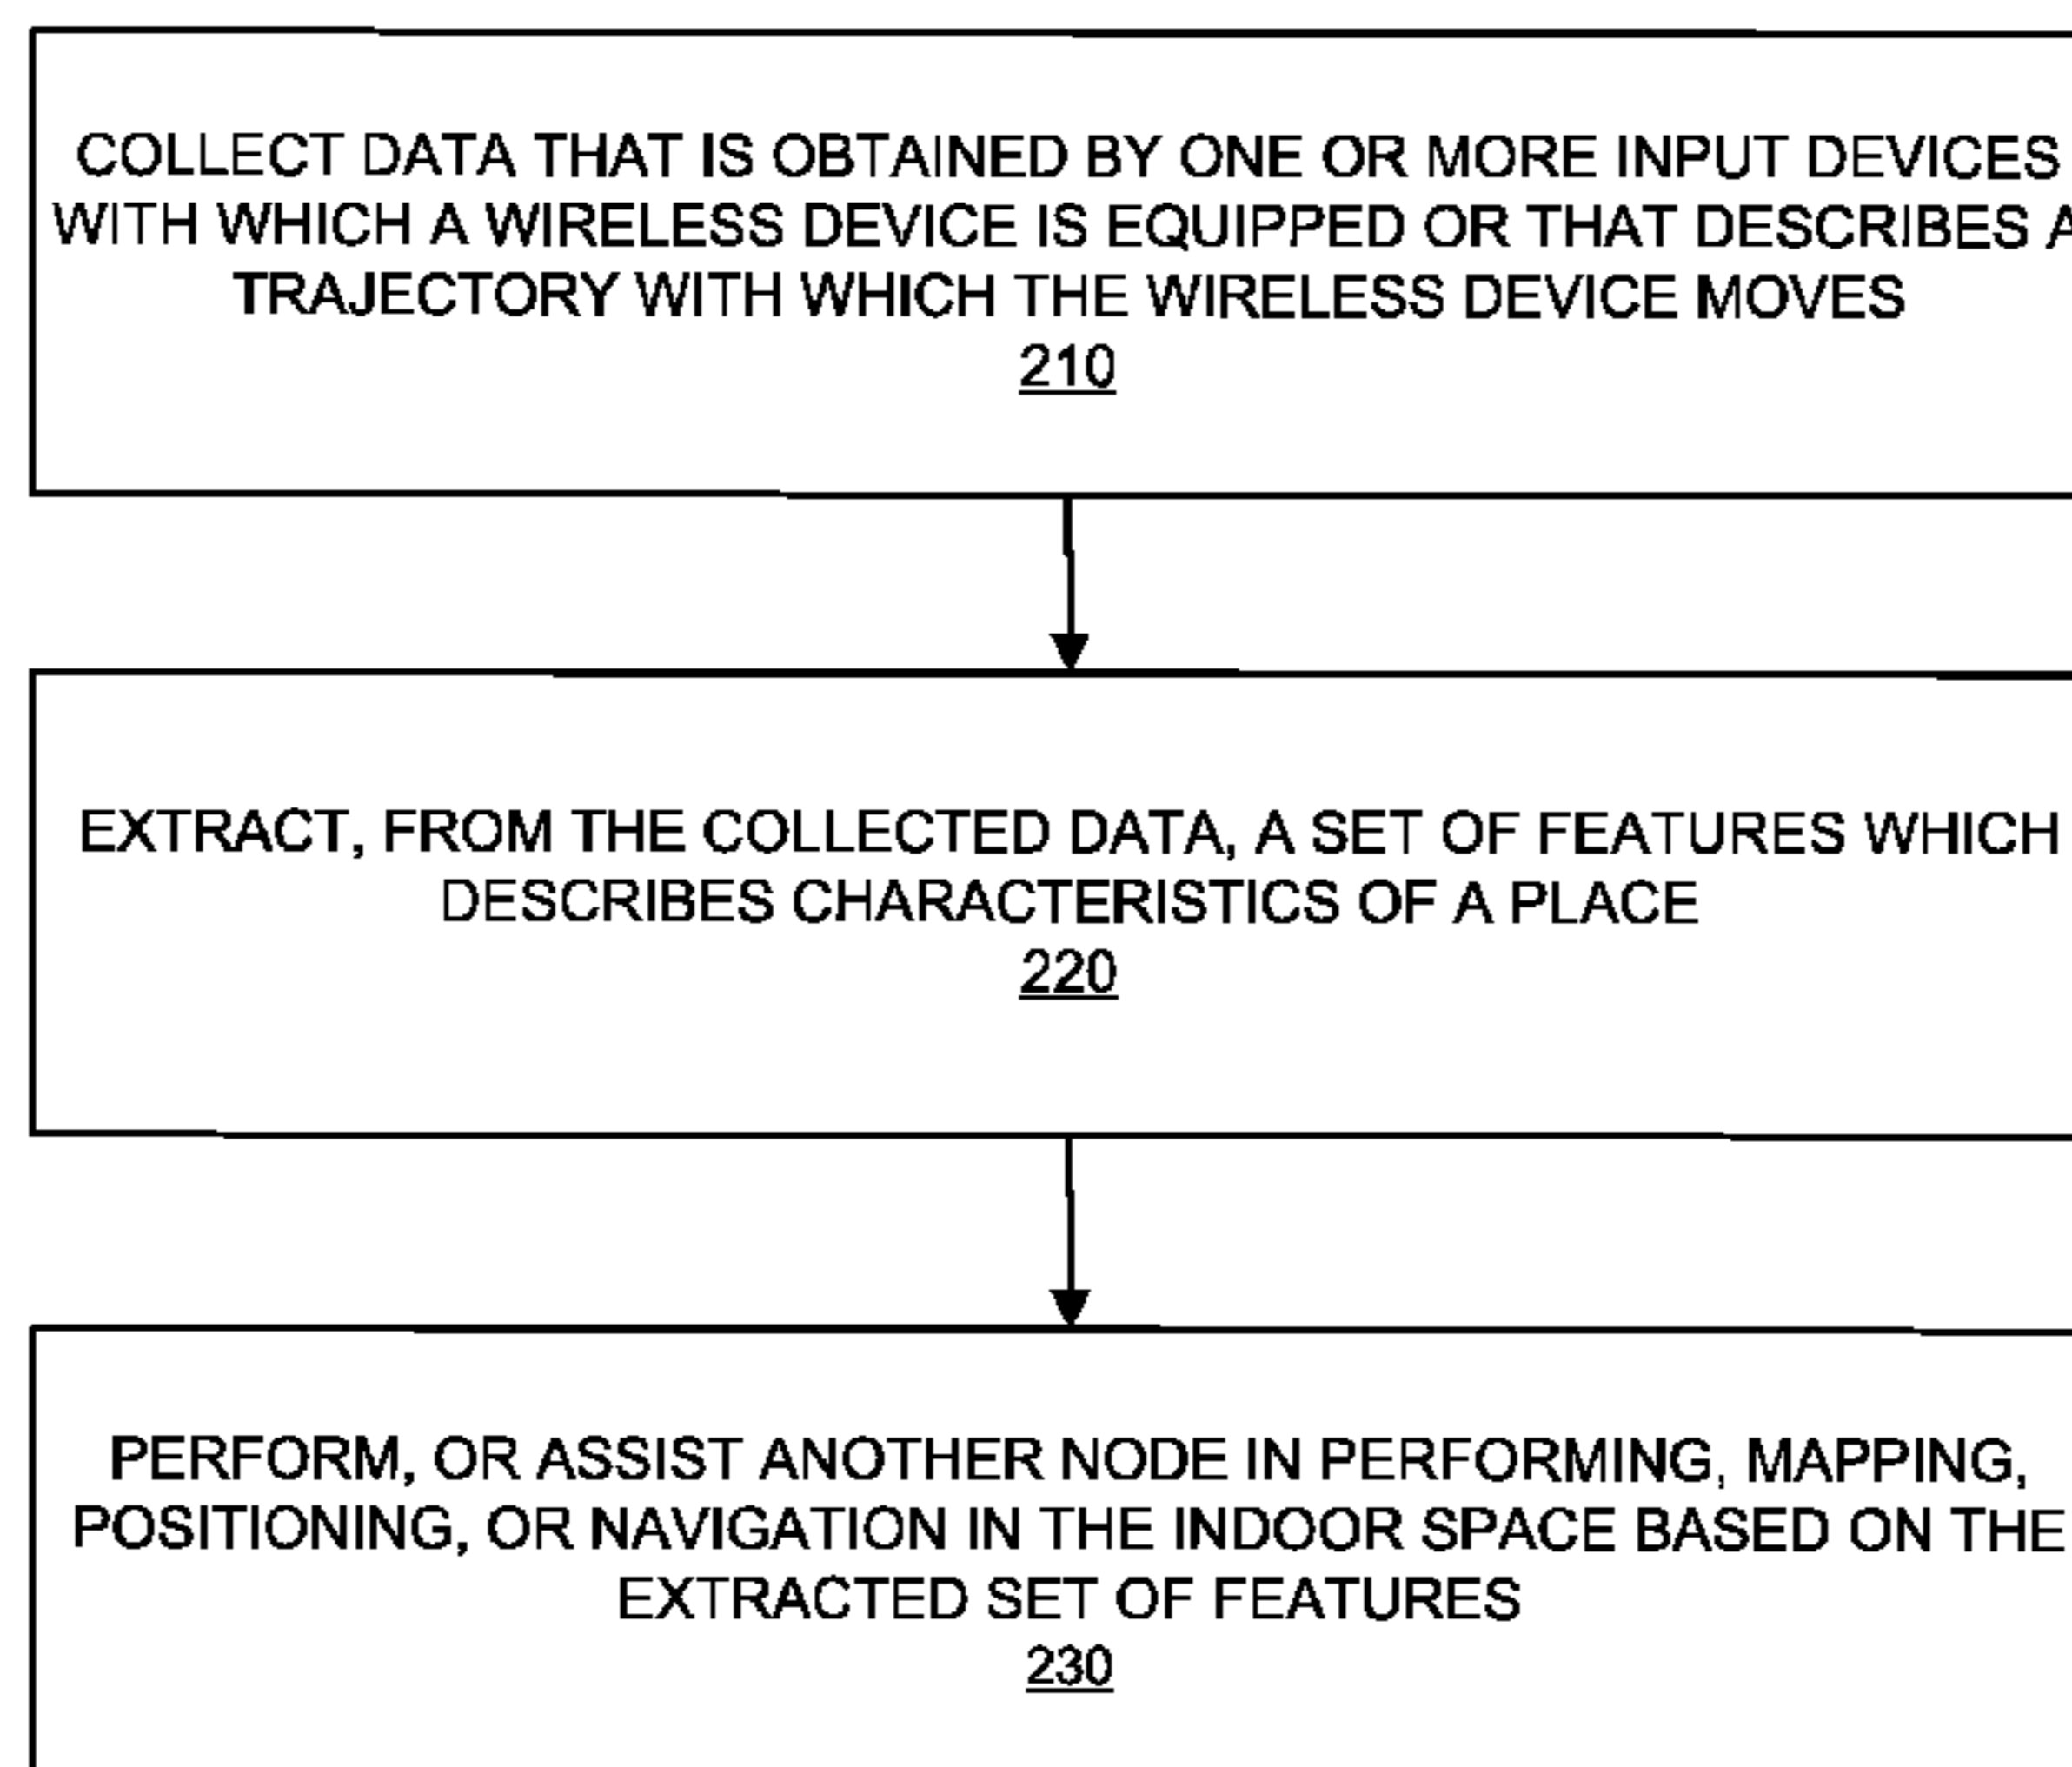 COLLECT DATA THAT IS OBTAINED BY ONE OR MORE INPUT DEVICES
WITH WHICH A WIRELESS DEVICE IS EQUIPPED OR THAT DESCRIBES A
TRAJECTORY WITH WHICH THE WIRELESS DEVICE MOVES
210
EXTRACT, FROM THE COLLECTED DATA, A SET OF FEATURES WHICH
DESCRIBES CHARACTERISTICS OF A PLACE
220
PERFORM, OR ASSIST ANOTHER NODE IN PERFORMING, MAPPING,
POSITIONING, OR NAVIGATION IN THE INDOOR SPACE BASED ON THE
EXTRACTED SET OF FEATURES
230